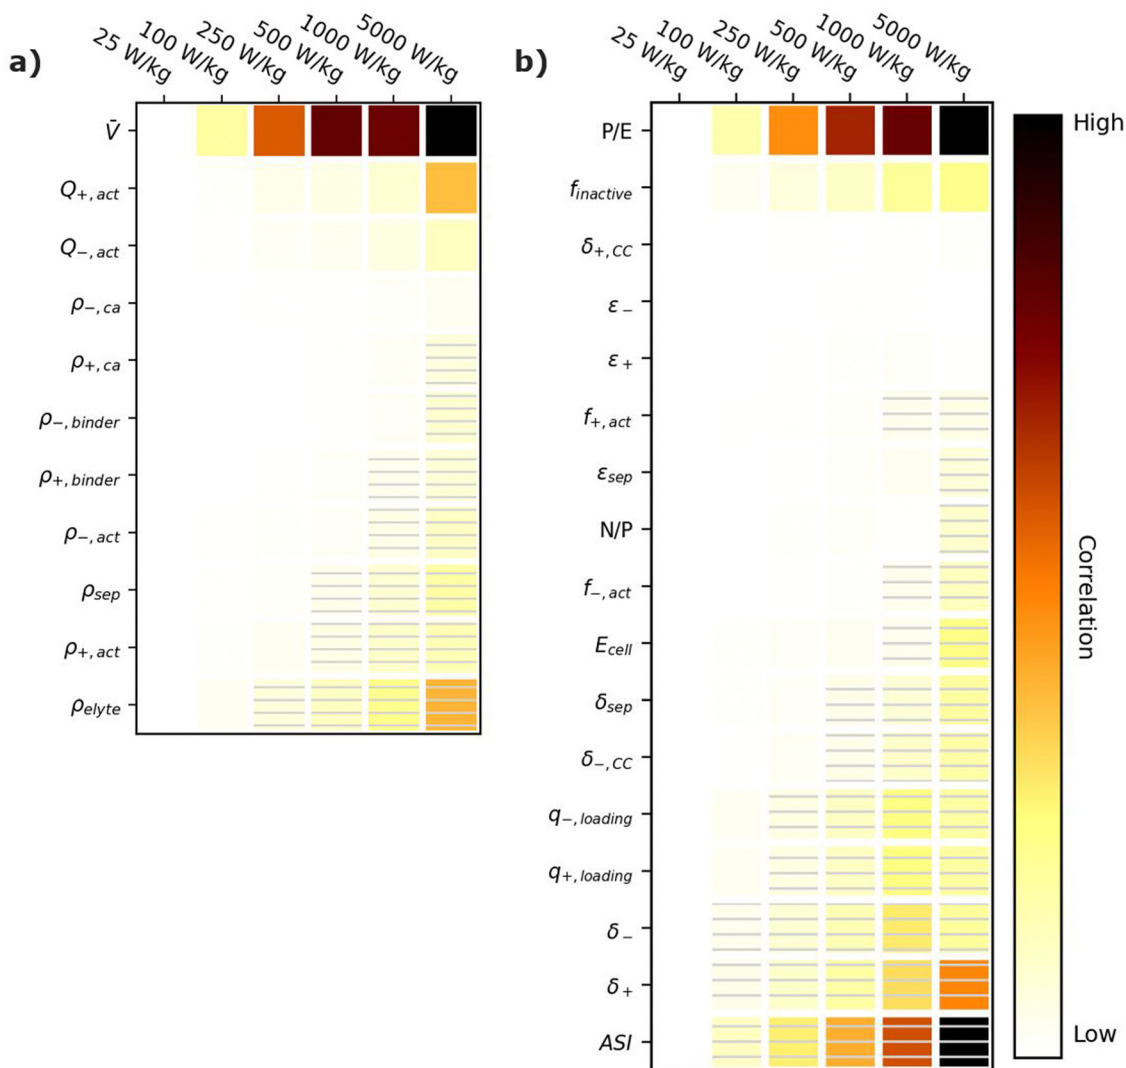 a)
25 W/kg
100 W/kg
250 W/kg
500 W/kg
1000 W/kg
5000 W/kg
V̄
Q+,act
Q−,act
ρ−,ca
ρ+,ca
ρ−,binder
ρ+,binder
ρ−,act
ρsep
ρ+,act
ρelyte
b)
25 W/kg
100 W/kg
250 W/kg
500 W/kg
1000 W/kg
5000 W/kg
P/E
finactive
δ+,CC
ε−
ε+
f+,act
εsep
N/P
f−,act
Ecell
δsep
δ−,CC
q−,loading
q+,loading
δ−
δ+
ASI
High
Correlation
Low